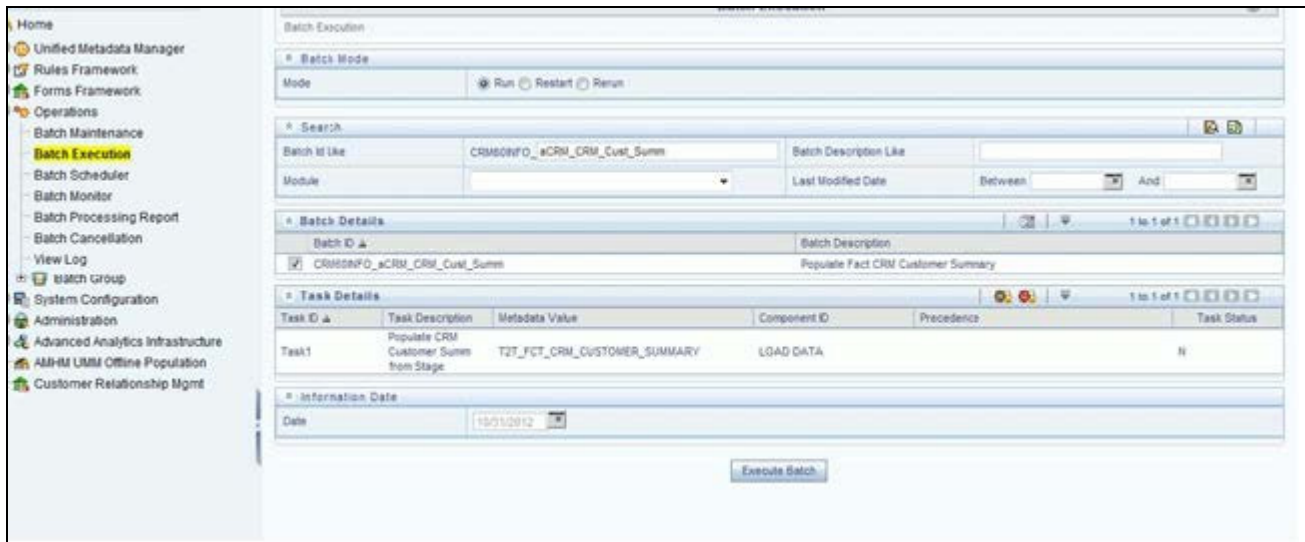 Home
Unified Metadata Manager
Rules Framework
Forms Framework
Operations
Batch Maintenance
Batch Execution
Batch Scheduler
Batch Monitor
Batch Processing Report
Batch Cancellation
View Log
Batch Group
System Configuration
Administration
Advanced Analytics Infrastructure
AMHM UMM Offline Population
Customer Relationship Mgmt
Batch Execution
Batch Mode
Mode Run Restart Rerun
Search
Batch Id Like CRM60INFO_ aCRM_CRM_Cust_Summ Batch Description Like
Module Last Modified Date Between And
Batch Details 1 to 1 of 1
Batch ID Batch Description
CRM60INFO_aCRM_CRM_Cust_Summ Populate Fact CRM Customer Summary
Task Details 1 to 1 of 1
Task ID Task Description Metadata Value Component ID Precedence Task Status
Task1 Populate CRM Customer Summ from Stage T2T_FCT_CRM_CUSTOMER_SUMMARY LOAD DATA N
Information Date
Date 10/31/2012
Execute Batch